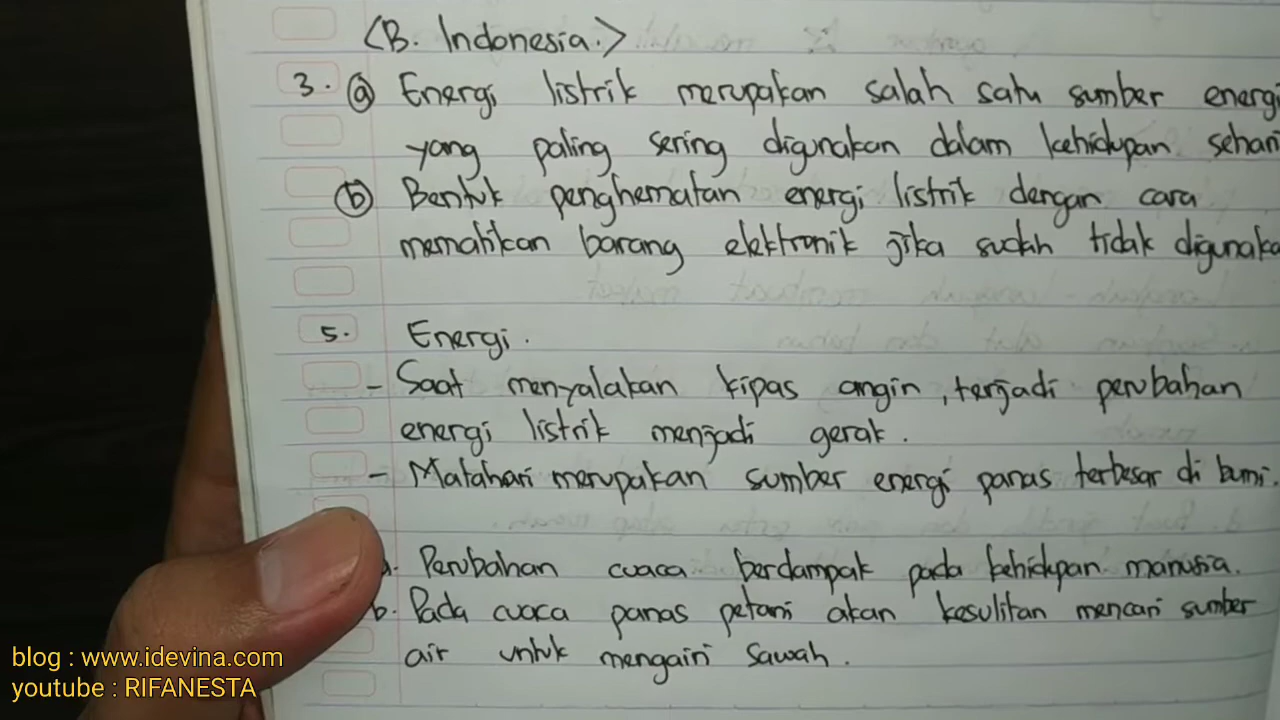 <B. Indonesia.>
3. a Energi listrik merupakan salah satu sumber energi
yang paling sering digunakan dalam kehidupan sehari
b Bentuk penghematan energi listrik dengan cara
mematikan barang elektronik jika sudah tidak digunaka
5. Energi.
- Saat menyalakan kipas angin, terjadi perubahan
energi listrik menjadi gerak.
- Matahari merupakan sumber energi panas terbesar di bumi.
a. Perubahan cuaca berdampak pada kehidupan manusia.
b. Pada cuaca panas petani akan kesulitan mencari sumber
air untuk mengairi sawah.
blog : www.idevina.com
youtube : RIFANESTA